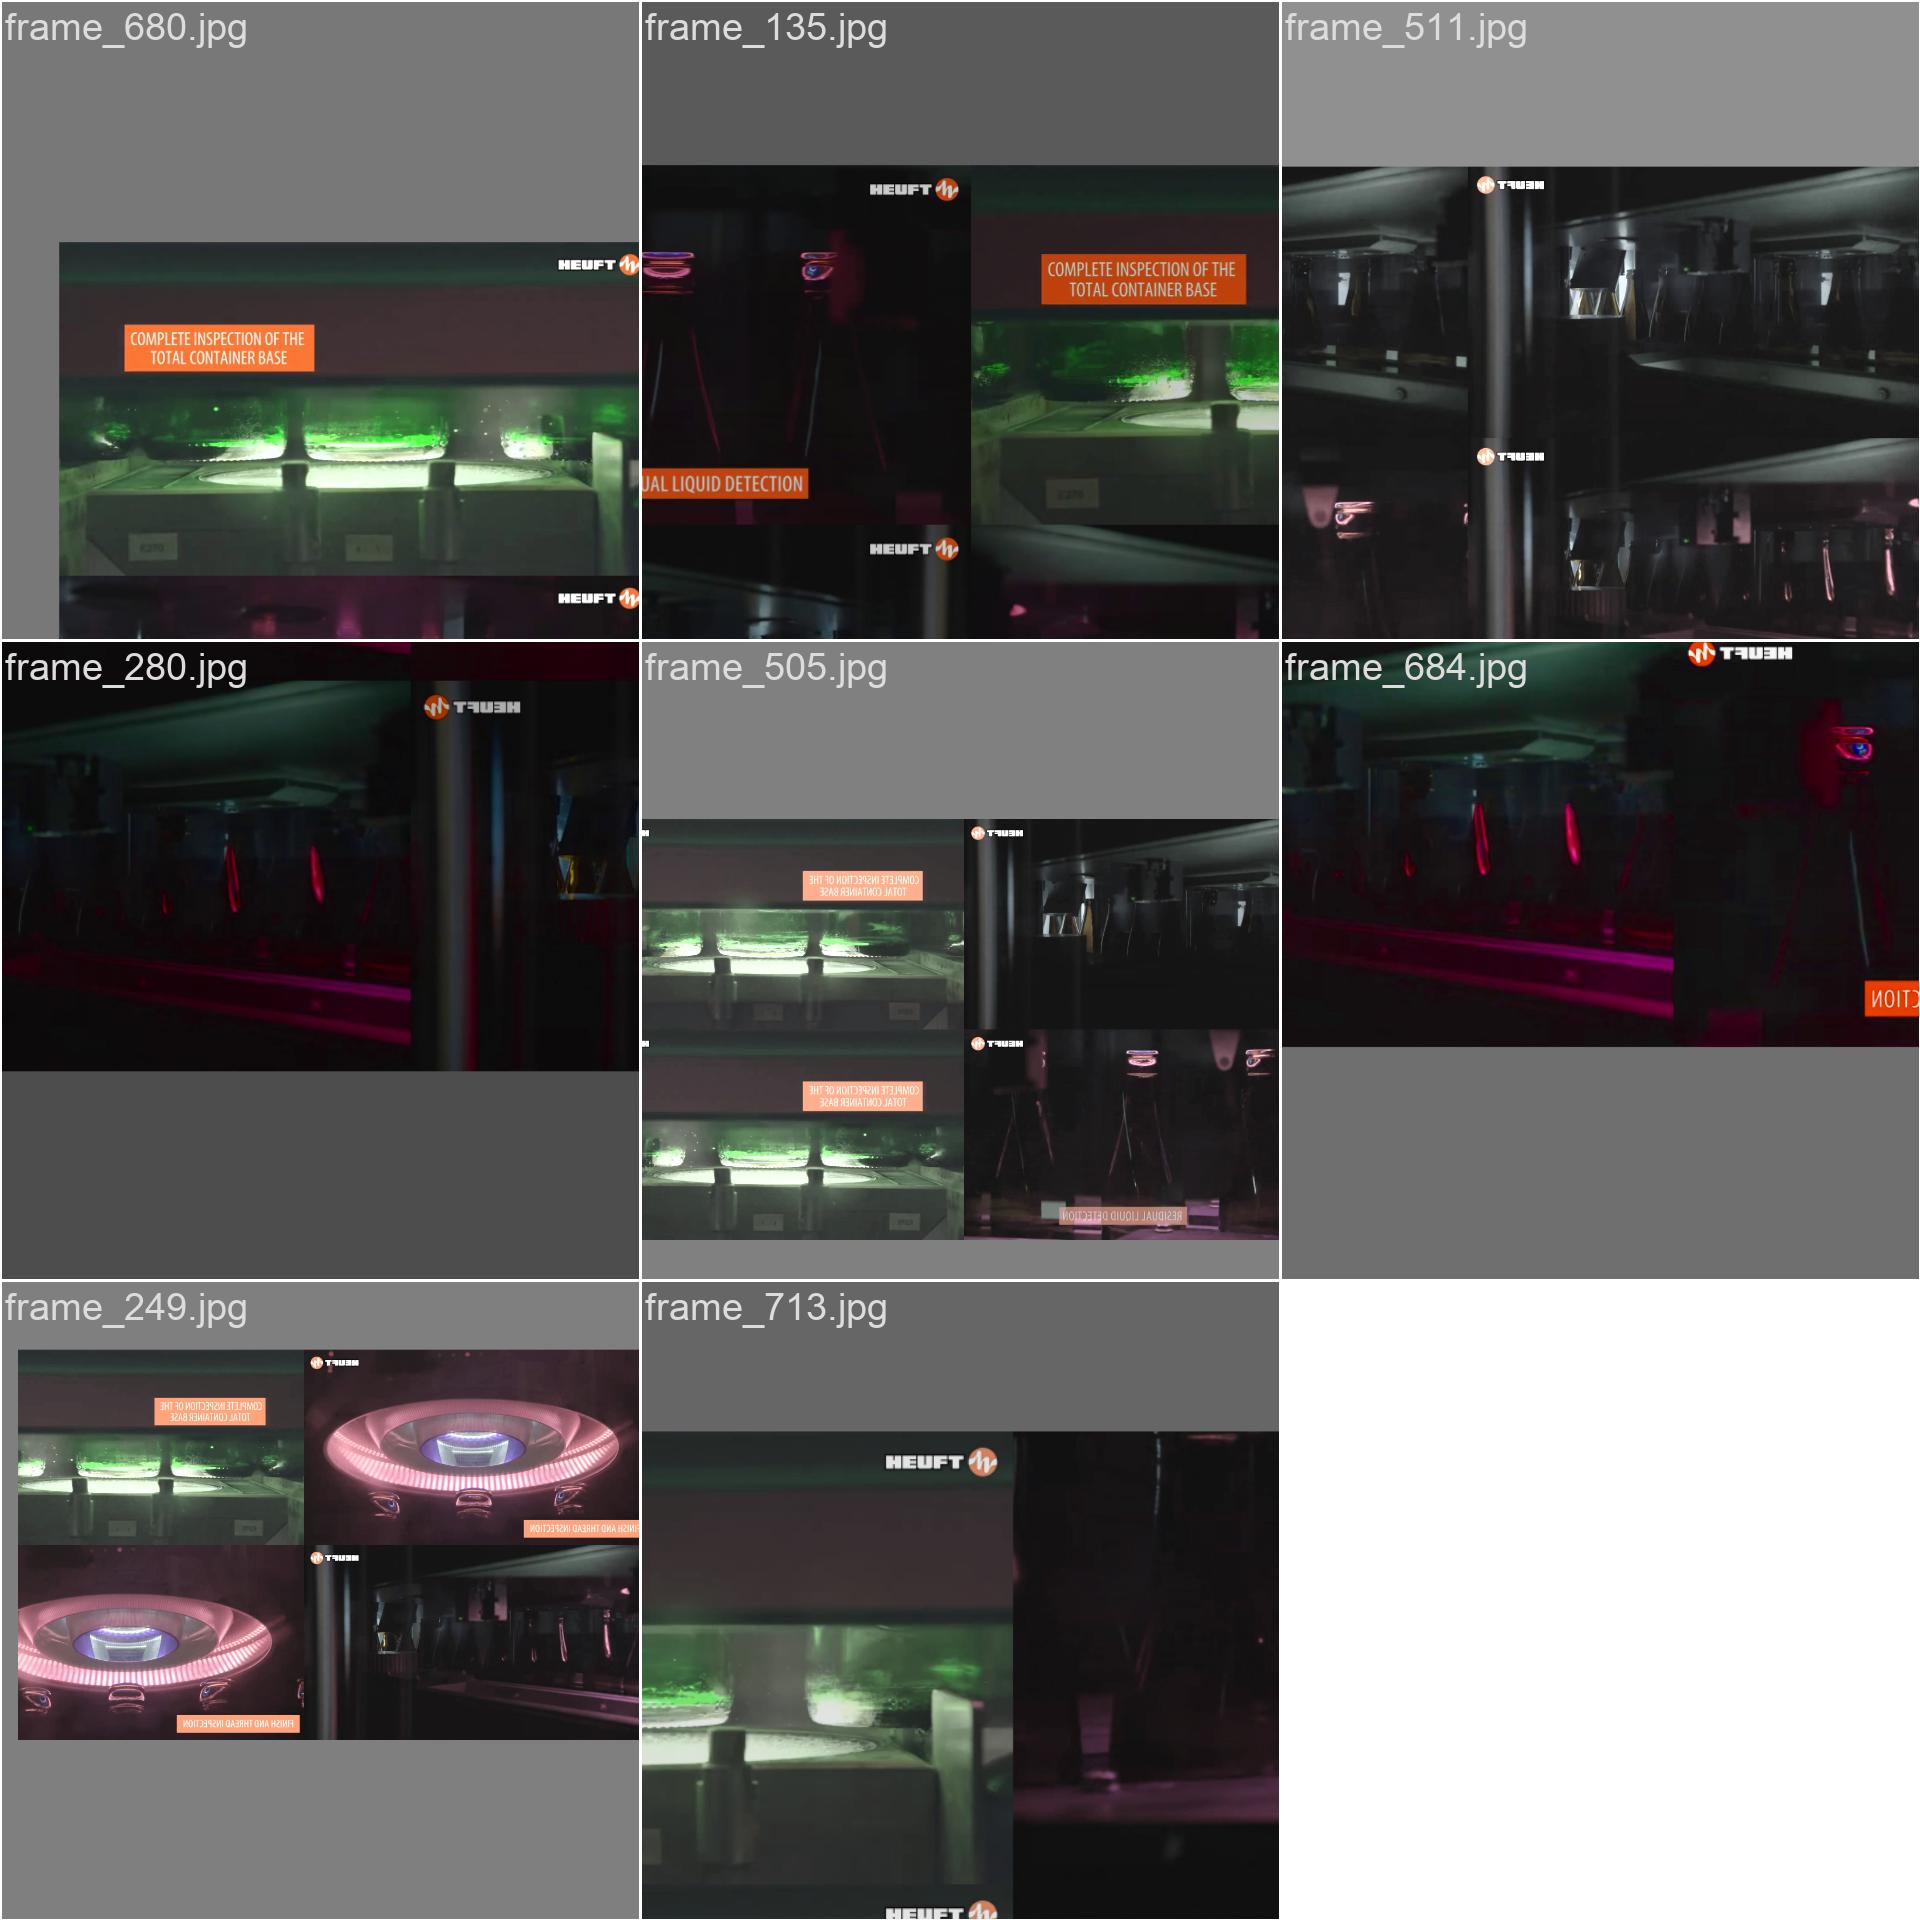 frame_680.jpg
HEUFT
COMPLETE INSPECTION OF THE
TOTAL CONTAINER BASE
HEUFT
frame_135.jpg
HEUFT
COMPLETE INSPECTION OF THE
TOTAL CONTAINER BASE
UAL LIQUID DETECTION
HEUFT
frame_511.jpg
HEUFT
HEUFT
frame_280.jpg
HEUFT
frame_505.jpg
HEUFT
COMPLETE INSPECTION OF THE
TOTAL CONTAINER BASE
HEUFT
COMPLETE INSPECTION OF THE
TOTAL CONTAINER BASE
RESIDUAL LIQUID DETECTION
frame_684.jpg
HEUFT
CTION
frame_249.jpg
HEUFT
COMPLETE INSPECTION OF THE
TOTAL CONTAINER BASE
FINISH AND THREAD INSPECTION
HEUFT
FINISH AND THREAD INSPECTION
frame_713.jpg
HEUFT
HEUFT